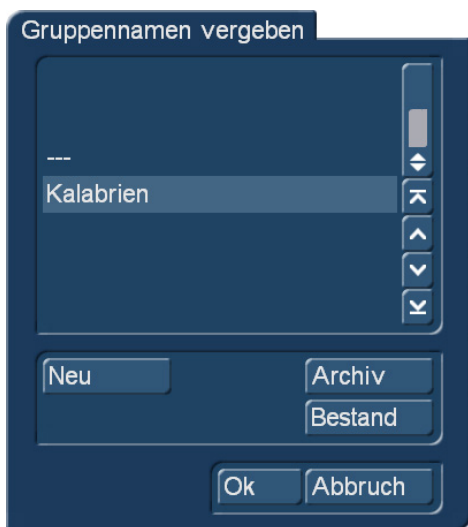 Gruppennamen vergeben
---
Kalabrien
Neu
Archiv
Bestand
Ok
Abbruch